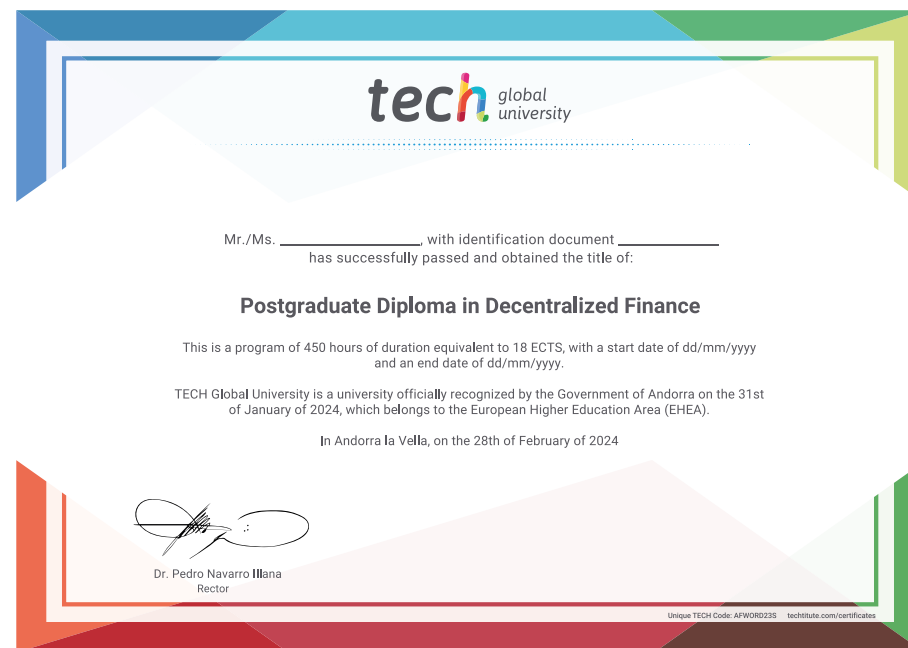 tech global
university
Mr./Ms. ____________, with identification document ____________
has successfully passed and obtained the title of:
Postgraduate Diploma in Decentralized Finance
This is a program of 450 hours of duration equivalent to 18 ECTS, with a start date of dd/mm/yyyy
and an end date of dd/mm/yyyy.
TECH Global University is a university officially recognized by the Government of Andorra on the 31st
of January of 2024, which belongs to the European Higher Education Area (EHEA).
In Andorra la Vella, on the 28th of February of 2024
Dr. Pedro Navarro Illana
Rector
Unique TECH Code: AFWORD23S techtitute.com/certificates